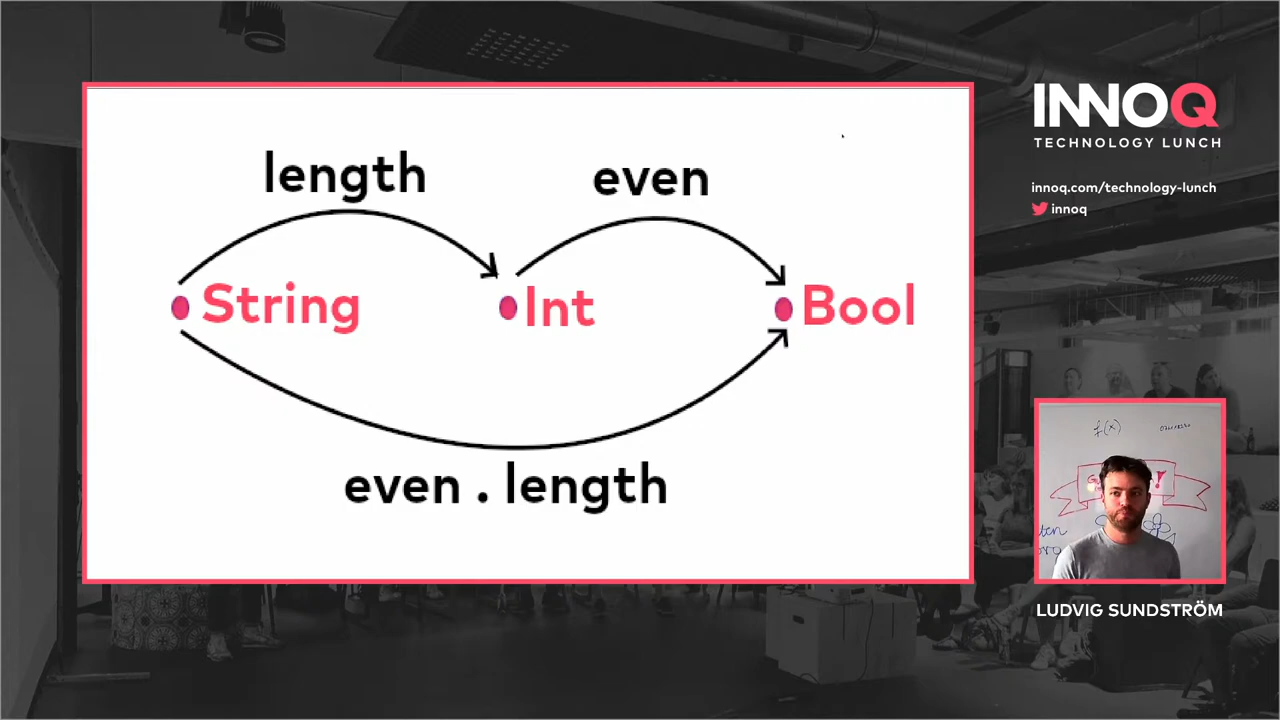 length
even
String
Int
Bool
even . length
INNOQ
TECHNOLOGY LUNCH
innoq.com/technology-lunch
innoq
f(x)
LUDVIG SUNDSTRÖM